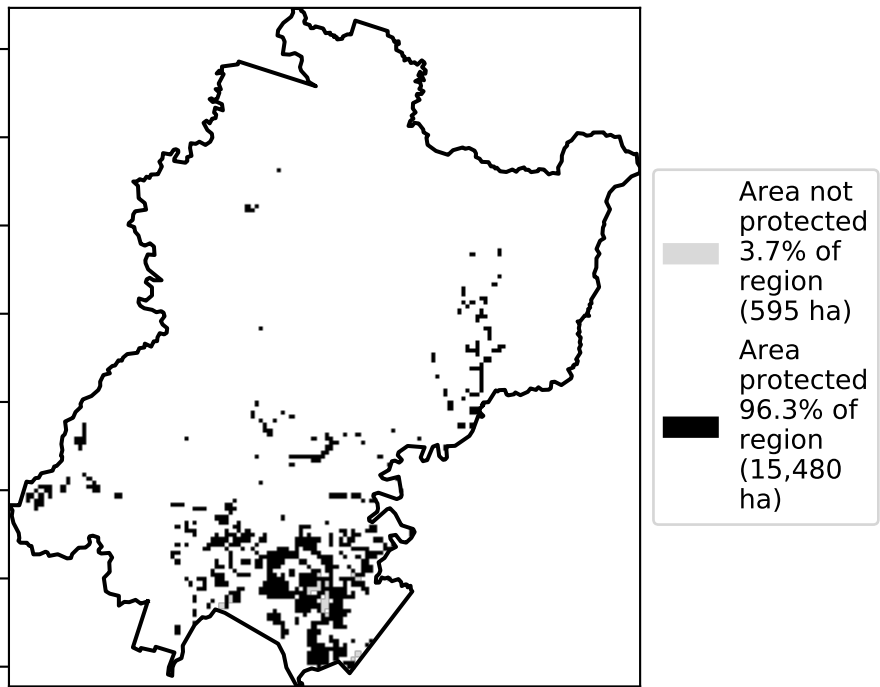 Area not
protected
3.7% of
region
(595 ha)
Area
protected
96.3% of
region
(15,480
ha)